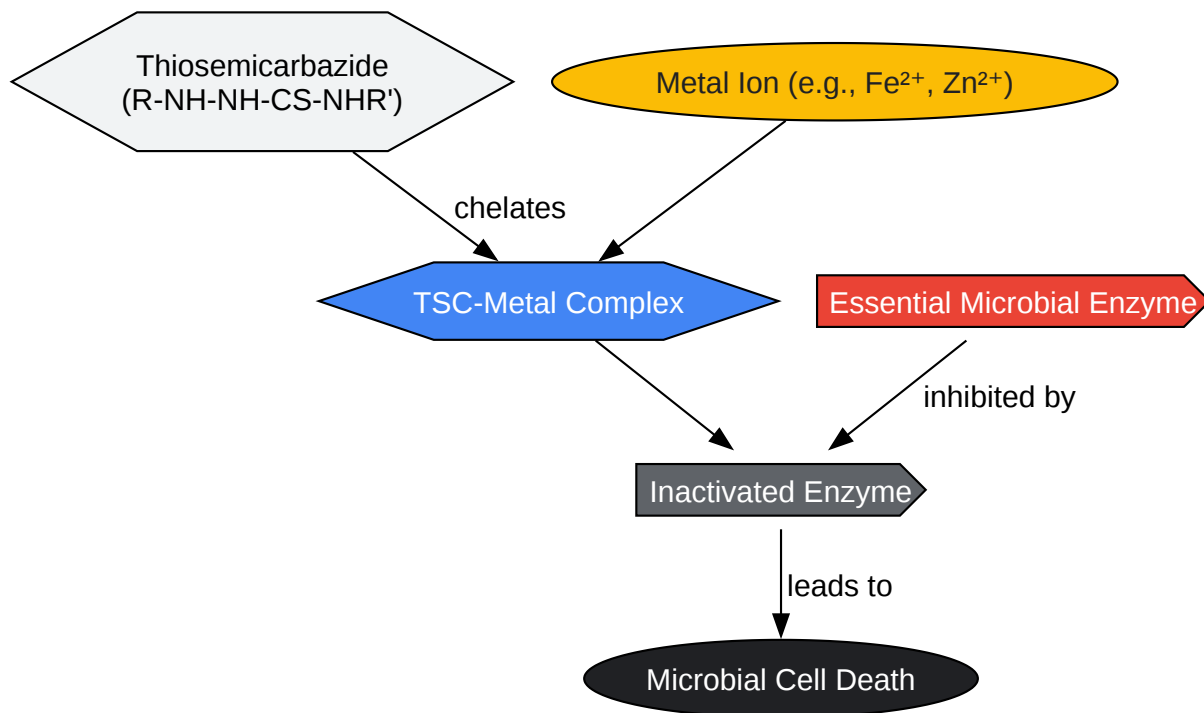 Thiosemicarbazide
(R-NH-NH-CS-NHR')
Metal Ion (e.g., Fe²⁺, Zn²⁺)
chelates
TSC-Metal Complex
Essential Microbial Enzyme
inhibited by
Inactivated Enzyme
leads to
Microbial Cell Death